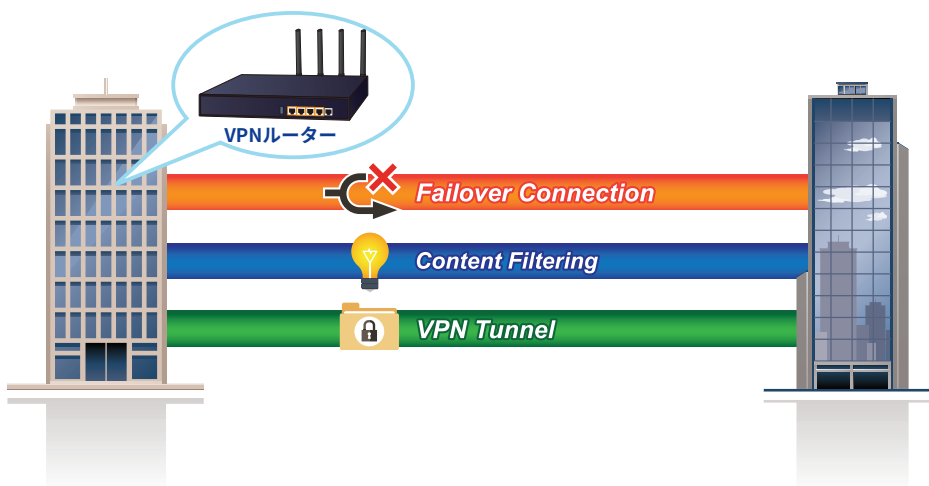 VPNルーター
Failover Connection
Content Filtering
VPN Tunnel